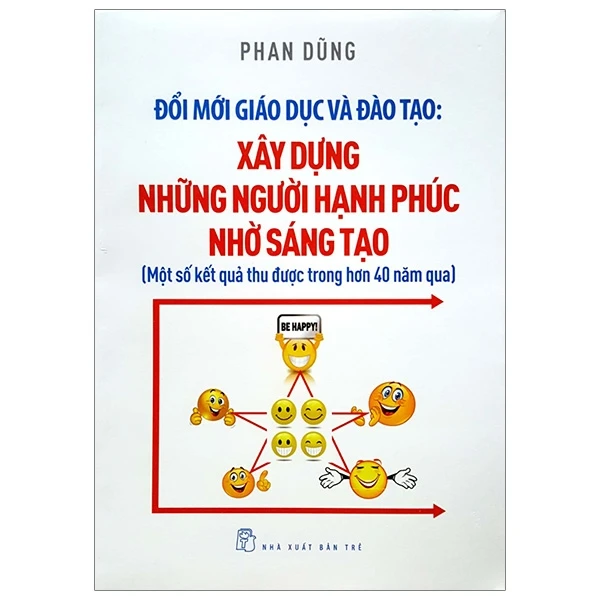 PHAN DŨNG
ĐỔI MỚI GIÁO DỤC VÀ ĐÀO TẠO:
XÂY DỰNG
NHỮNG NGƯỜI HẠNH PHÚC
NHỜ SÁNG TẠO
(Một số kết quả thu được trong hơn 40 năm qua)
BE HAPPY!
NHÀ XUẤT BẢN TRẺ